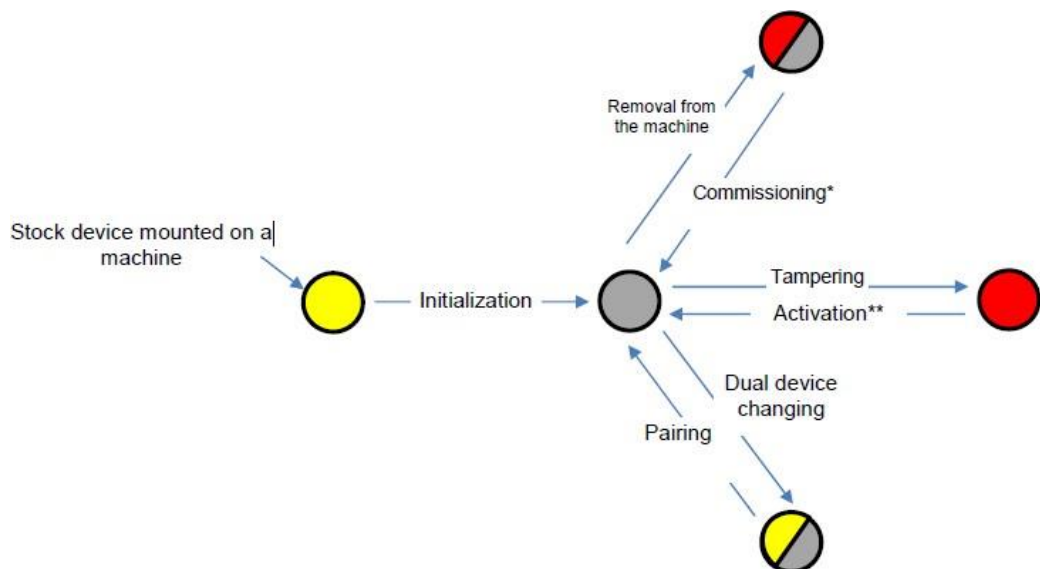 Removal from
the machine
Commissioning*
Stock device mounted on a
machine
Initialization
Tampering
Activation**
Dual device
changing
Pairing